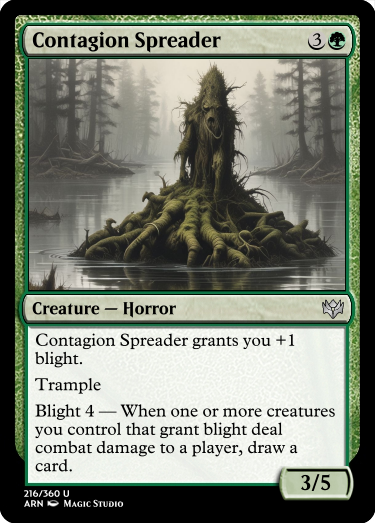 Contagion Spreader 3
Creature — Horror
Contagion Spreader grants you +1
blight.
Trample
Blight 4 — When one or more creatures
you control that grant blight deal
combat damage to a player, draw a
card.
3/5
216/360 U
ARN Magic Studio